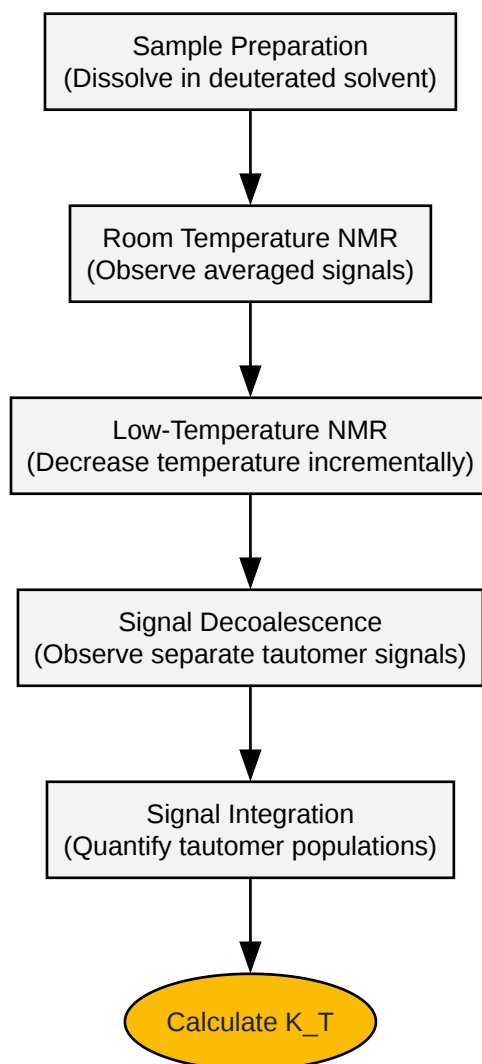 Sample Preparation
(Dissolve in deuterated solvent)
Room Temperature NMR
(Observe averaged signals)
Low-Temperature NMR
(Decrease temperature incrementally)
Signal Decoalescence
(Observe separate tautomer signals)
Signal Integration
(Quantify tautomer populations)
Calculate K_T